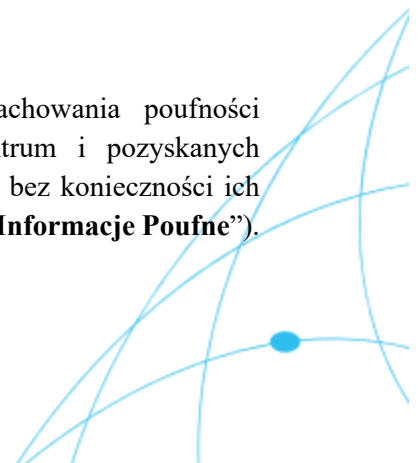 achowania poufności
trum i pozyskanych
bez konieczności ich
Informacje Poufne”).